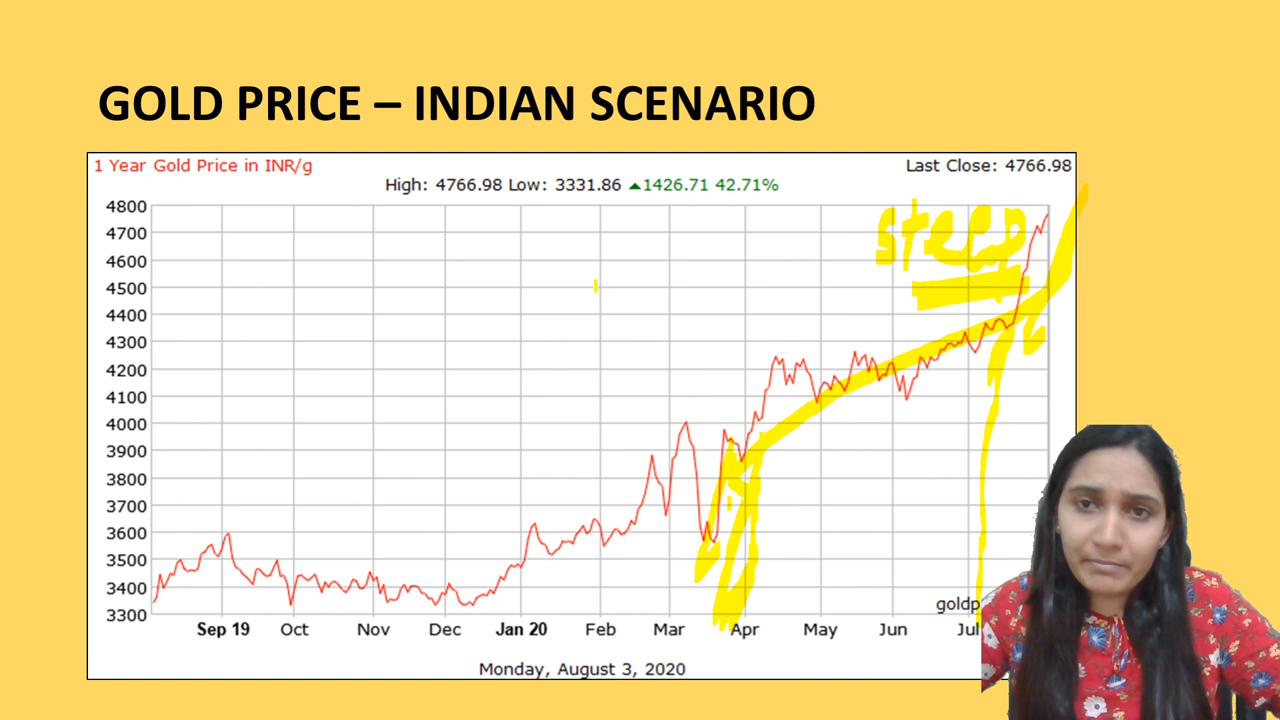 GOLD PRICE – INDIAN SCENARIO
1 Year Gold Price in INR/g
Last Close: 4766.98
High: 4766.98 Low: 3331.86 ▲1426.71 42.71%
4800
4700
4600
4500
4400
4300
4200
4100
4000
3900
3800
3700
3600
3500
3400
3300
steep
goldp
Sep 19 Oct Nov Dec Jan 20 Feb Mar Apr May Jun Jul
Monday, August 3, 2020